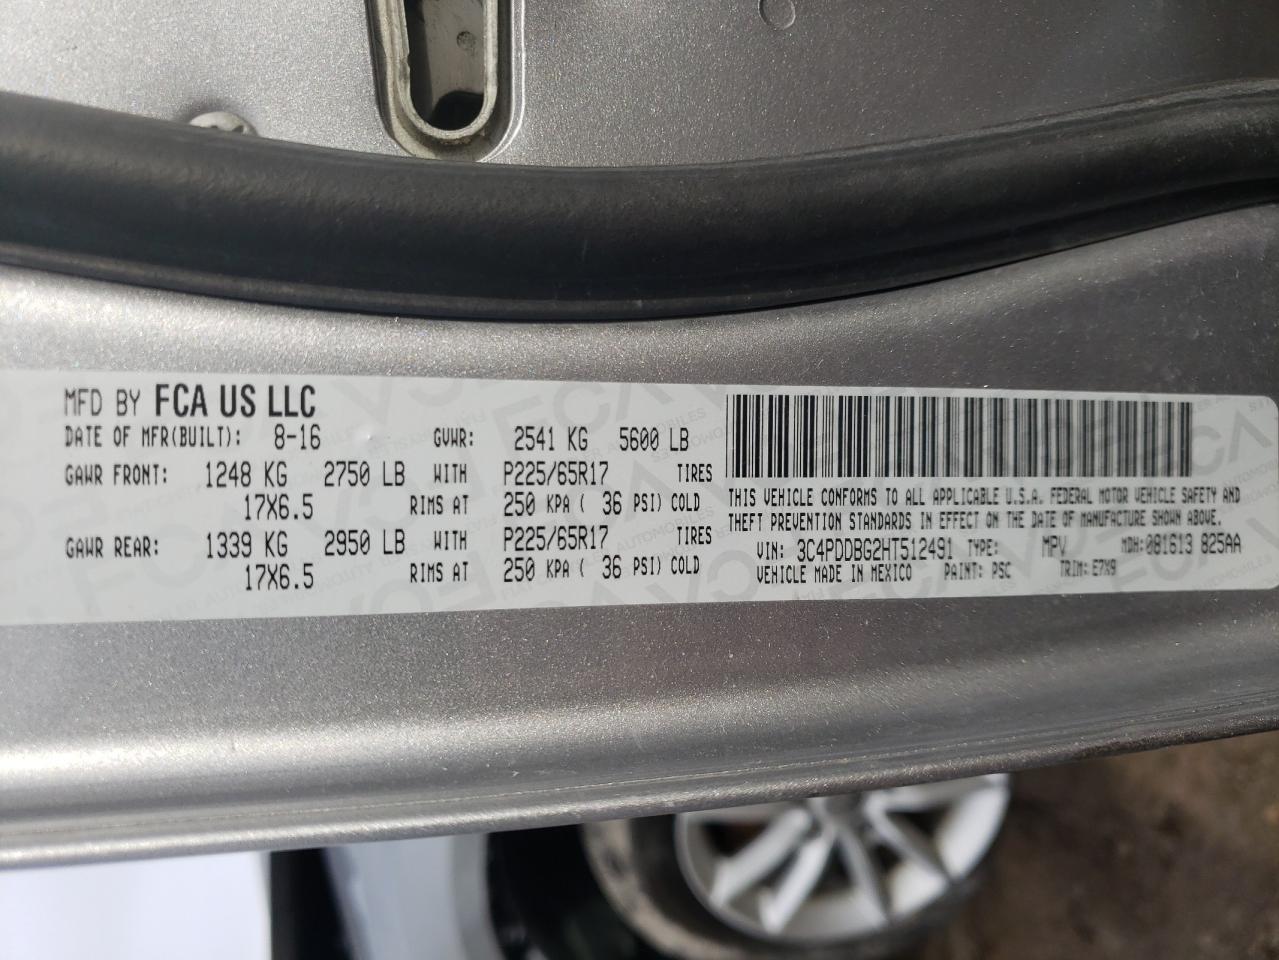 MFD BY FCA US LLC
DATE OF MFR(BUILT): 8-16 GVWR: 2541 KG 5600 LB
GAWR FRONT: 1248 KG 2750 LB WITH P225/65R17 TIRES
17X6.5 RIMS AT 250 KPA ( 36 PSI) COLD
GAWR REAR: 1339 KG 2950 LB WITH P225/65R17 TIRES
17X6.5 RIMS AT 250 KPA ( 36 PSI) COLD
THIS VEHICLE CONFORMS TO ALL APPLICABLE U.S.A. FEDERAL MOTOR VEHICLE SAFETY AND
THEFT PREVENTION STANDARDS IN EFFECT ON THE DATE OF MANUFACTURE SHOWN ABOVE.
VIN: 3C4PDDBG2HT512491 TYPE: MPV MDH:081613 825AA
VEHICLE MADE IN MEXICO PAINT: PSC TRIM: E7X9